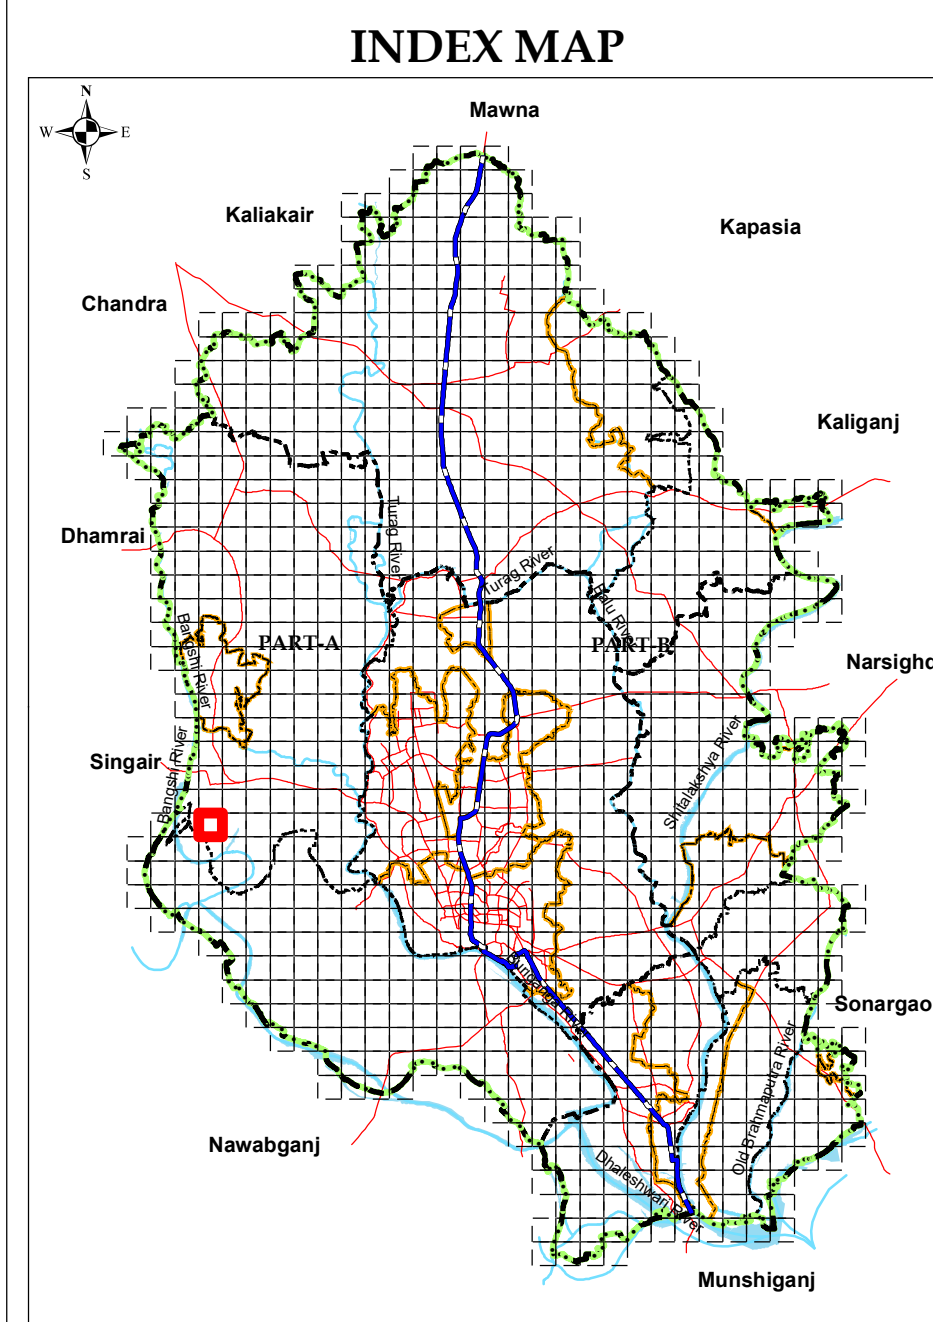 INDEX MAP
N
W E
S
Mawna
Kaliakair
Kapasia
Chandra
Kaliganj
Turag River
Dhamrai
Turag River
Balu River
Bangshi River
PART-A
PART-B
Narsighd
Shitalakshya River
Bangshi River
Singair
Buriganga River
Sonargao
Old Brahmaputra River
Nawabganj
Dhaleshwari River
Munshiganj